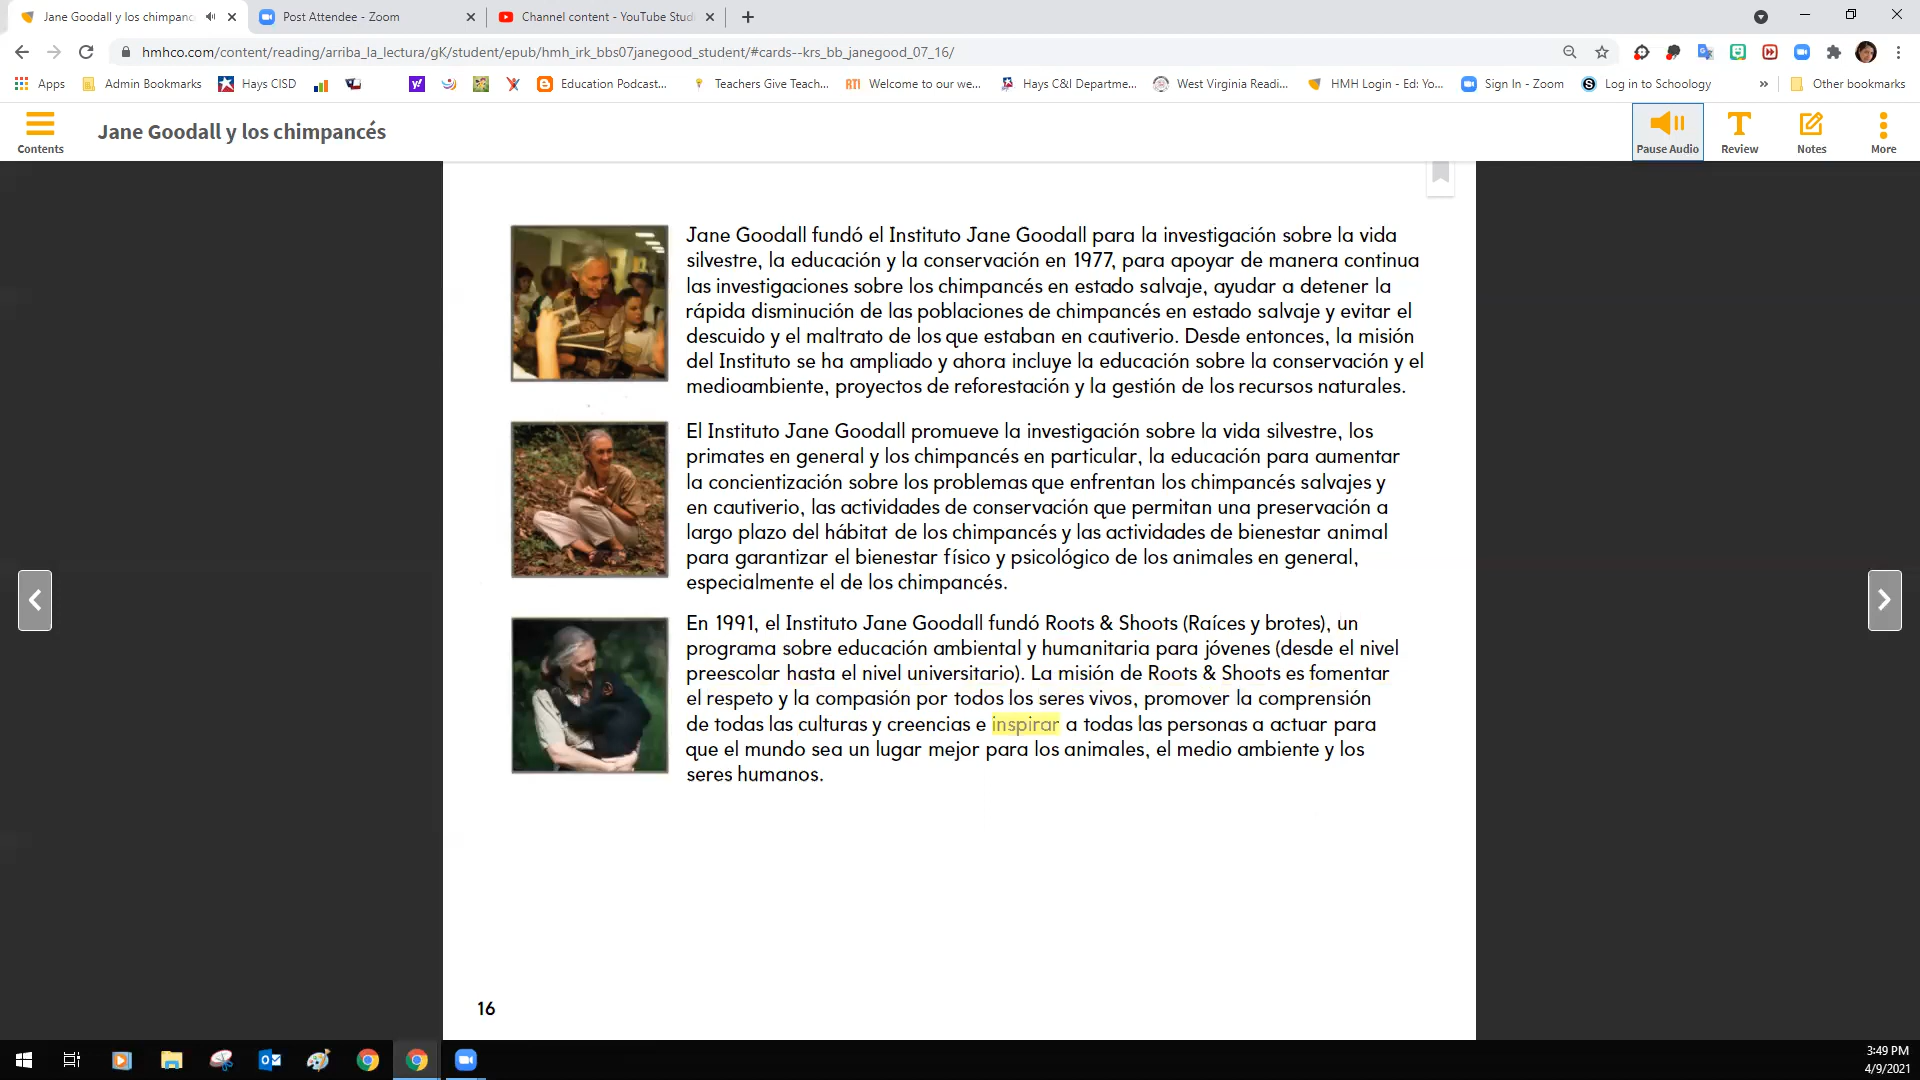 Jane Goodall y los chimpanc
Post Attendee - Zoom
Channel content - YouTube Stud
hmhco.com/content/reading/arriba_la_lectura/gK/student/epub/hmh_irk_bbs07janegood_student/#cards--krs_bb_janegood_07_16/
Apps
Admin Bookmarks
Hays CISD
Education Podcast...
Teachers Give Teach...
RTI Welcome to our we...
Hays C&I Departme...
West Virginia Readi...
HMH Login - Ed: Yo...
Sign In - Zoom
Log in to Schoology
»
Other bookmarks
Contents
Jane Goodall y los chimpancés
Pause Audio
Review
Notes
More
Jane Goodall fundó el Instituto Jane Goodall para la investigación sobre la vida
silvestre, la educación y la conservación en 1977, para apoyar de manera continua
las investigaciones sobre los chimpancés en estado salvaje, ayudar a detener la
rápida disminución de las poblaciones de chimpancés en estado salvaje y evitar el
descuido y el maltrato de los que estaban en cautiverio. Desde entonces, la misión
del Instituto se ha ampliado y ahora incluye la educación sobre la conservación y el
medioambiente, proyectos de reforestación y la gestión de los recursos naturales.
El Instituto Jane Goodall promueve la investigación sobre la vida silvestre, los
primates en general y los chimpancés en particular, la educación para aumentar
la concientización sobre los problemas que enfrentan los chimpancés salvajes y
en cautiverio, las actividades de conservación que permitan una preservación a
largo plazo del hábitat de los chimpancés y las actividades de bienestar animal
para garantizar el bienestar físico y psicológico de los animales en general,
especialmente el de los chimpancés.
En 1991, el Instituto Jane Goodall fundó Roots & Shoots (Raíces y brotes), un
programa sobre educación ambiental y humanitaria para jóvenes (desde el nivel
preescolar hasta el nivel universitario). La misión de Roots & Shoots es fomentar
el respeto y la compasión por todos los seres vivos, promover la comprensión
de todas las culturas y creencias e inspirar a todas las personas a actuar para
que el mundo sea un lugar mejor para los animales, el medio ambiente y los
seres humanos.
16
3:49 PM
4/9/2021